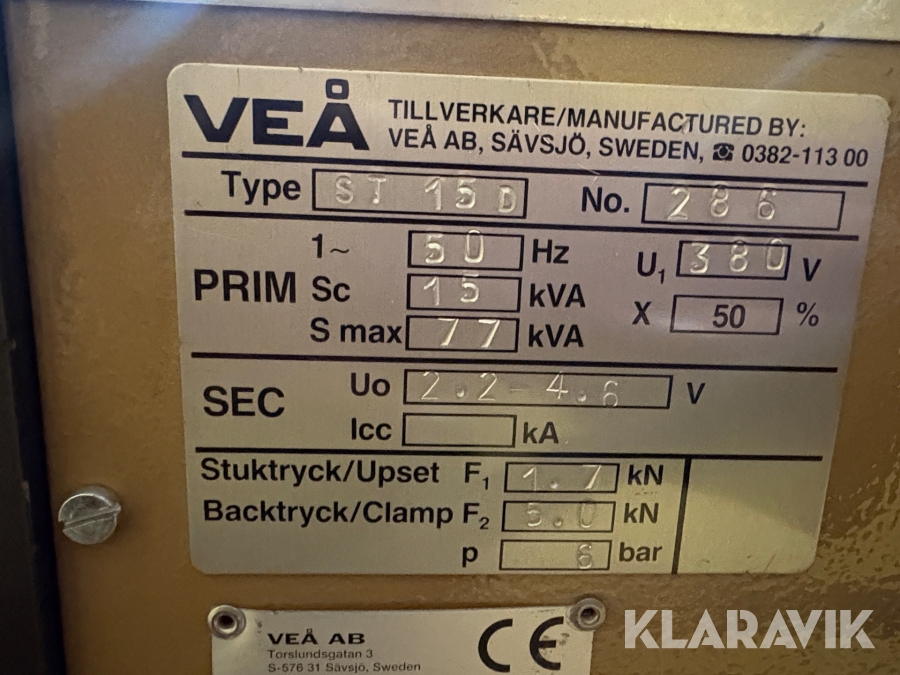 VEÅ
TILLVERKARE/MANUFACTURED BY:
VEÅ AB, SÄVSJÖ, SWEDEN, ☎ 0382-113 00
Type ST 15 D No. 286
1~ 50 Hz U₁ 380 V
PRIM Sc 15 kVA X 50 %
S max 77 kVA
SEC Uo 2.2-4.6 V
Icc kA
Stuktryck/Upset F₁ 1.7 kN
Backtryck/Clamp F₂ 5.0 kN
p 6 bar
VEÅ AB CE
Torslundsgatan 3
S-576 31 Sävsjö, Sweden
KLARAVIK